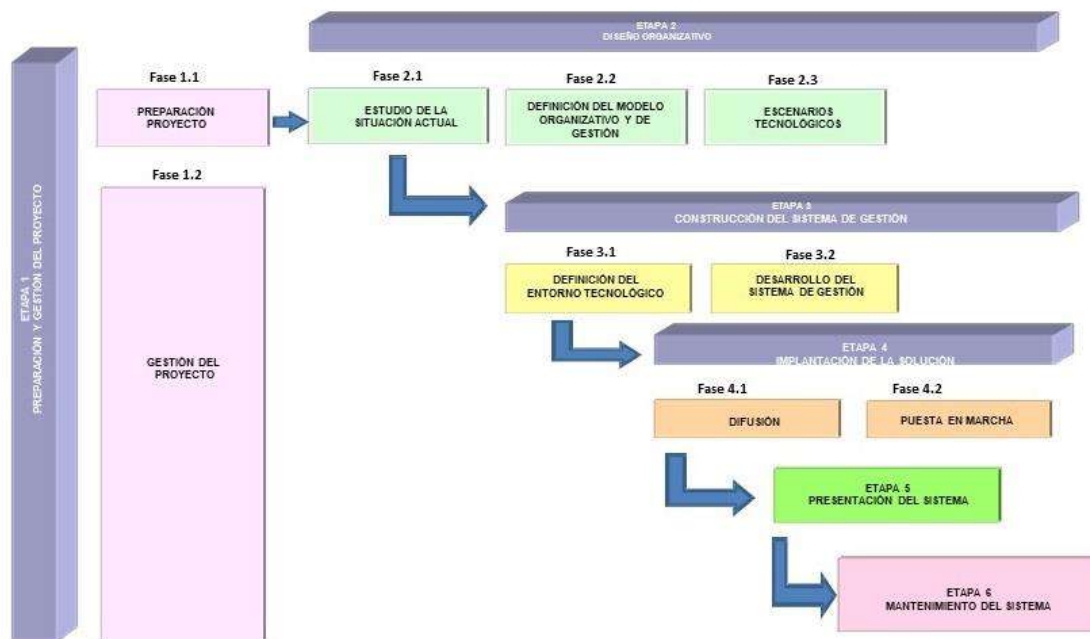 ETAPA 2
DISEÑO ORGANIZATIVO
Fase 1.1
Fase 2.1
Fase 2.2
Fase 2.3
PREPARACIÓN
PROYECTO
ESTUDIO DE LA
SITUACIÓN ACTUAL
DEFINICIÓN DEL MODELO
ORGANIZATIVO Y DE
GESTIÓN
ESCENARIOS
TECNOLÓGICOS
ETAPA 1
PREPARACIÓN Y GESTIÓN DEL PROYECTO
Fase 1.2
GESTIÓN DEL
PROYECTO
ETAPA 3
CONSTRUCCIÓN DEL SISTEMA DE GESTIÓN
Fase 3.1
Fase 3.2
DEFINICIÓN DEL
ENTORNO TECNOLÓGICO
DESARROLLO DEL
SISTEMA DE GESTIÓN
ETAPA 4
IMPLANTACIÓN DE LA SOLUCIÓN
Fase 4.1
Fase 4.2
DIFUSIÓN
PUESTA EN MARCHA
ETAPA 5
PRESENTACIÓN DEL SISTEMA
ETAPA 6
MANTENIMIENTO DEL SISTEMA